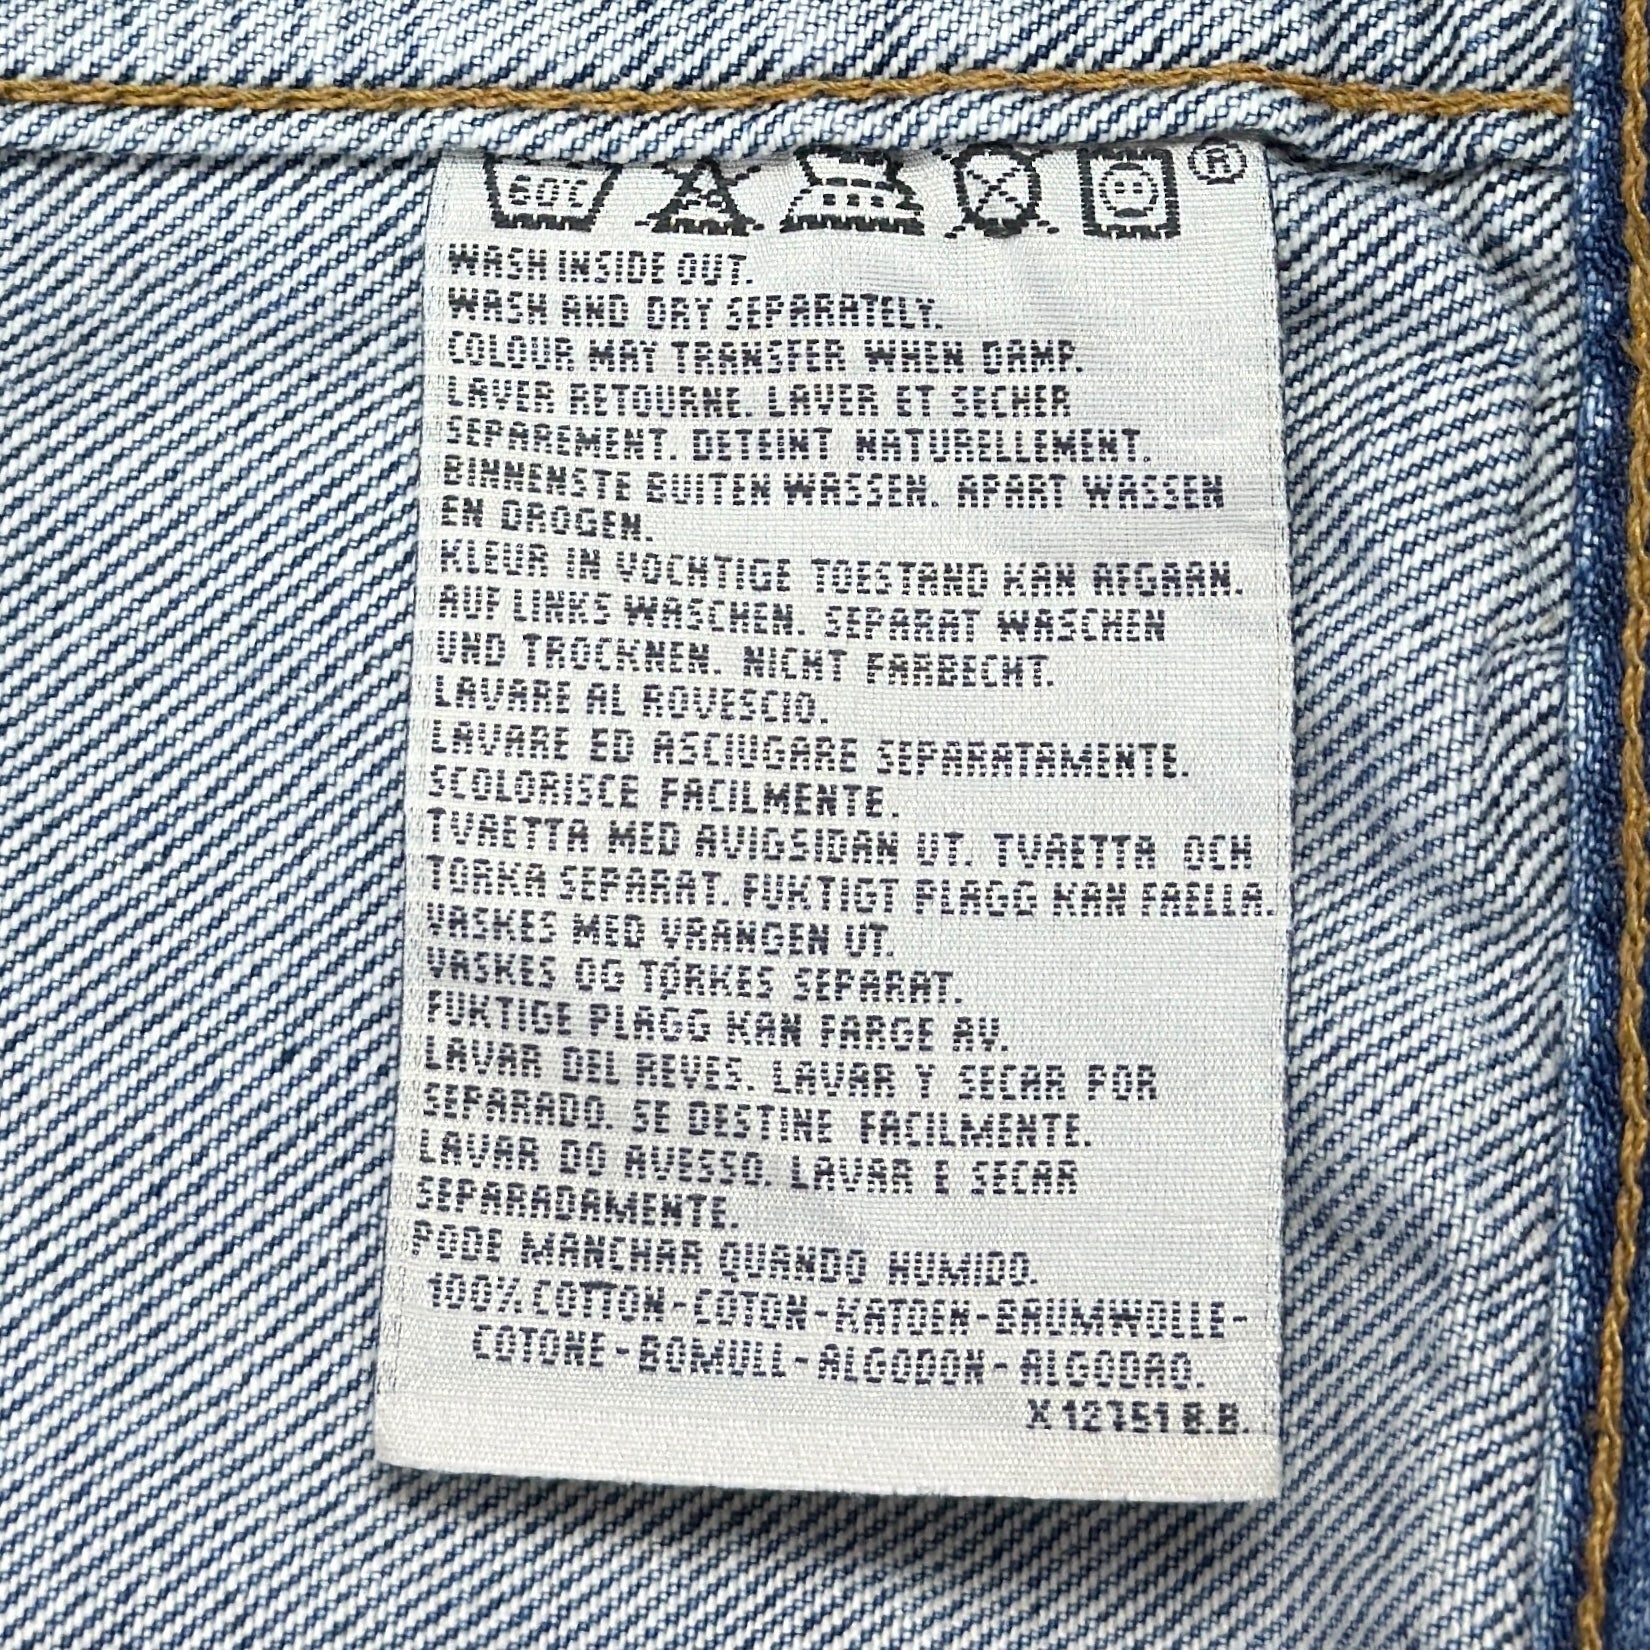 60°C ®
WASH INSIDE OUT.
WASH AND DRY SEPARATELY.
COLOUR MAY TRANSFER WHEN DAMP.
LAVER RETOURNE. LAVER ET SECHER
SEPAREMENT. DETEINT NATURELLEMENT.
BINNENSTE BUITEN WASSEN. APART WASSEN
EN DROGEN.
KLEUR IN VOCHTIGE TOESTAND KAN AFGAAN.
AUF LINKS WASCHEN. SEPARAT WASCHEN
UND TROCKNEN. NICHT FARBECHT.
LAVARE AL ROVESCIO.
LAVARE ED ASCIUGARE SEPARATAMENTE.
SCOLORISCE FACILMENTE.
TVAETTA MED AVIGSIDAN UT. TVAETTA OCH
TORKA SEPARAT. FUKTIGT PLAGG KAN FAELLA.
VASKES MED VRANGEN UT.
VASKES OG TØRKES SEPARAT.
FUKTIGE PLAGG KAN FARGE AV.
LAVAR DEL REVES. LAVAR Y SECAR POR
SEPARADO. SE DESTINE FACILMENTE.
LAVAR DO AVESSO. LAVAR E SECAR
SEPARADAMENTE.
PODE MANCHAR QUANDO HUMIDO.
100% COTTON-COTON-KATOEN-BAUMWOLLE-
COTONE-BOMULL-ALGODON-ALGODAO.
X 12751 B.B.